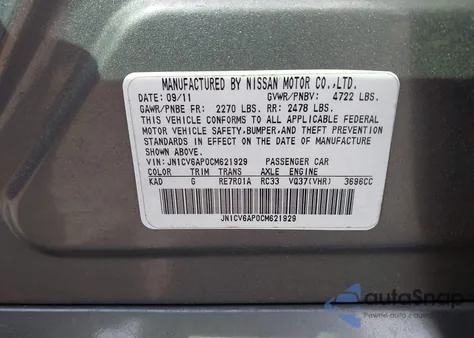 MANUFACTURED BY NISSAN MOTOR CO.,LTD.
DATE: 09/11 GVWR/PNBV: 4722 LBS.
GAWR/PNBE FR: 2270 LBS. RR: 2478 LBS.
THIS VEHICLE CONFORMS TO ALL APPLICABLE FEDERAL
MOTOR VEHICLE SAFETY, BUMPER, AND THEFT PREVENTION
STANDARDS IN EFFECT ON THE DATE OF MANUFACTURE
SHOWN ABOVE.
VIN: JN1CV6AP0CM621929 PASSENGER CAR
COLOR TRIM TRANS AXLE ENGINE
KAD G RE7R01A RC33 VQ37(VHR) 3696CC
JN1CV6AP0CM621929
autoSnap
Pewne auto z USA